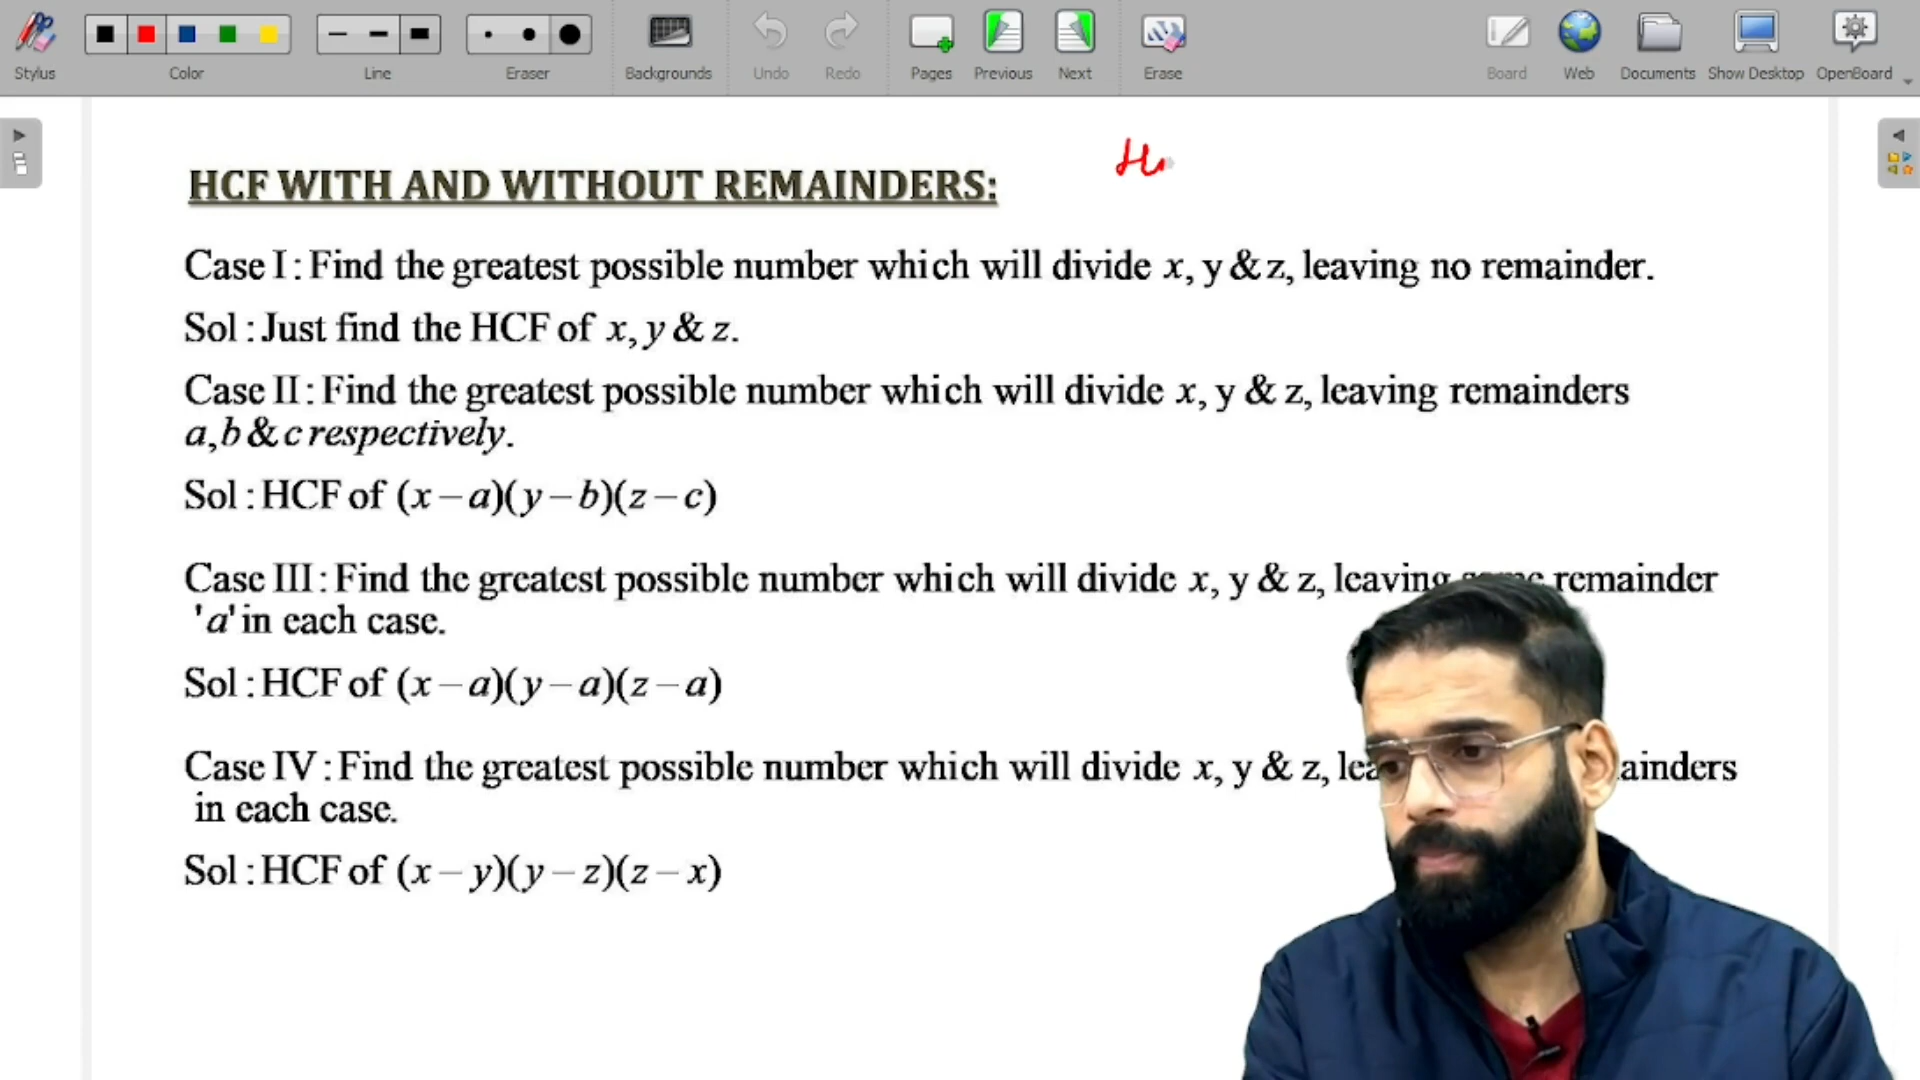 Stylus
Color
Line
Eraser
Backgrounds
Undo
Redo
Pages
Previous
Next
Erase
Board
Web
Documents
Show Desktop
OpenBoard
HCF WITH AND WITHOUT REMAINDERS:
Case I : Find the greatest possible number which will divide x, y & z, leaving no remainder.
Sol : Just find the HCF of x, y & z.
Case II : Find the greatest possible number which will divide x, y & z, leaving remainders
a, b & c respectively.
Sol : HCF of (x – a)(y – b)(z – c)
Case III : Find the greatest possible number which will divide x, y & z, leaving same remainder
'a' in each case.
Sol : HCF of (x – a)(y – a)(z – a)
Case IV : Find the greatest possible number which will divide x, y & z,
in each case.
Sol : HCF of (x – y)(y – z)(z – x)